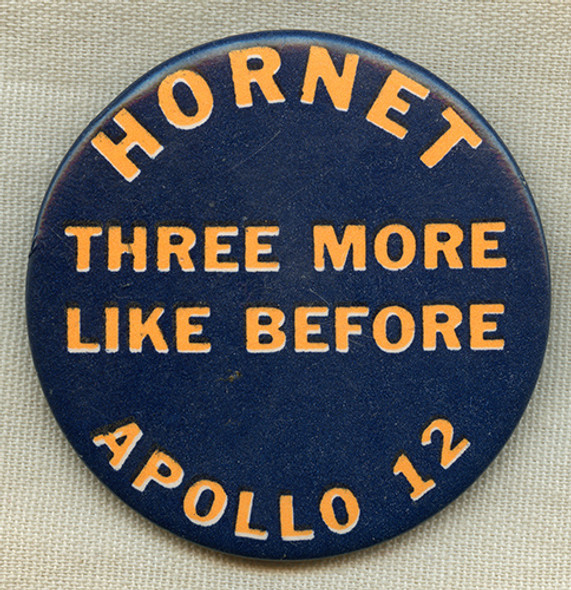 HORNET
THREE MORE
LIKE BEFORE
APOLLO 12